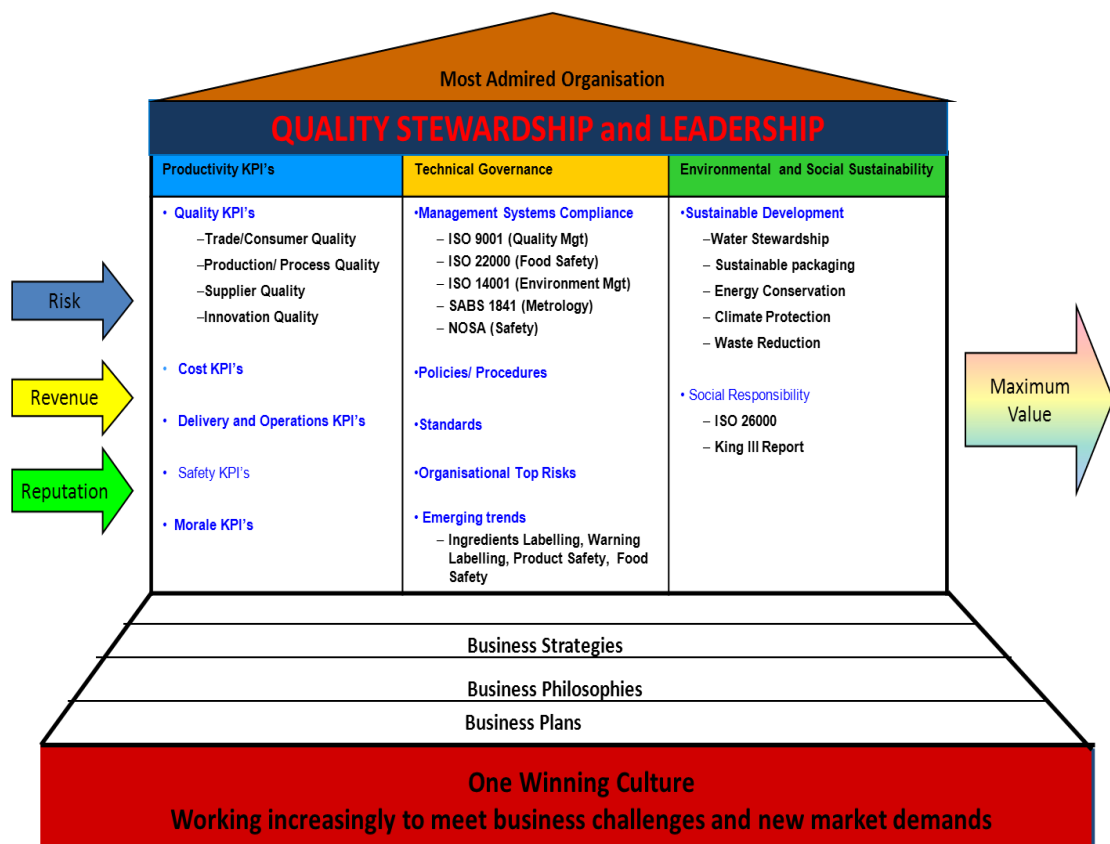 Most Admired Organisation
QUALITY STEWARDSHIP and LEADERSHIP
Productivity KPI's
• Quality KPI's
–Trade/Consumer Quality
–Production/ Process Quality
–Supplier Quality
–Innovation Quality
• Cost KPI's
• Delivery and Operations KPI's
• Safety KPI's
• Morale KPI's
Technical Governance
•Management Systems Compliance
– ISO 9001 (Quality Mgt)
– ISO 22000 (Food Safety)
– ISO 14001 (Environment Mgt)
– SABS 1841 (Metrology)
– NOSA (Safety)
•Policies/ Procedures
•Standards
•Organisational Top Risks
• Emerging trends
– Ingredients Labelling, Warning
Labelling, Product Safety, Food
Safety
Environmental and Social Sustainability
•Sustainable Development
–Water Stewardship
– Sustainable packaging
– Energy Conservation
– Climate Protection
– Waste Reduction
• Social Responsibility
– ISO 26000
– King III Report
Risk
Revenue
Reputation
Maximum
Value
Business Strategies
Business Philosophies
Business Plans
One Winning Culture
Working increasingly to meet business challenges and new market demands